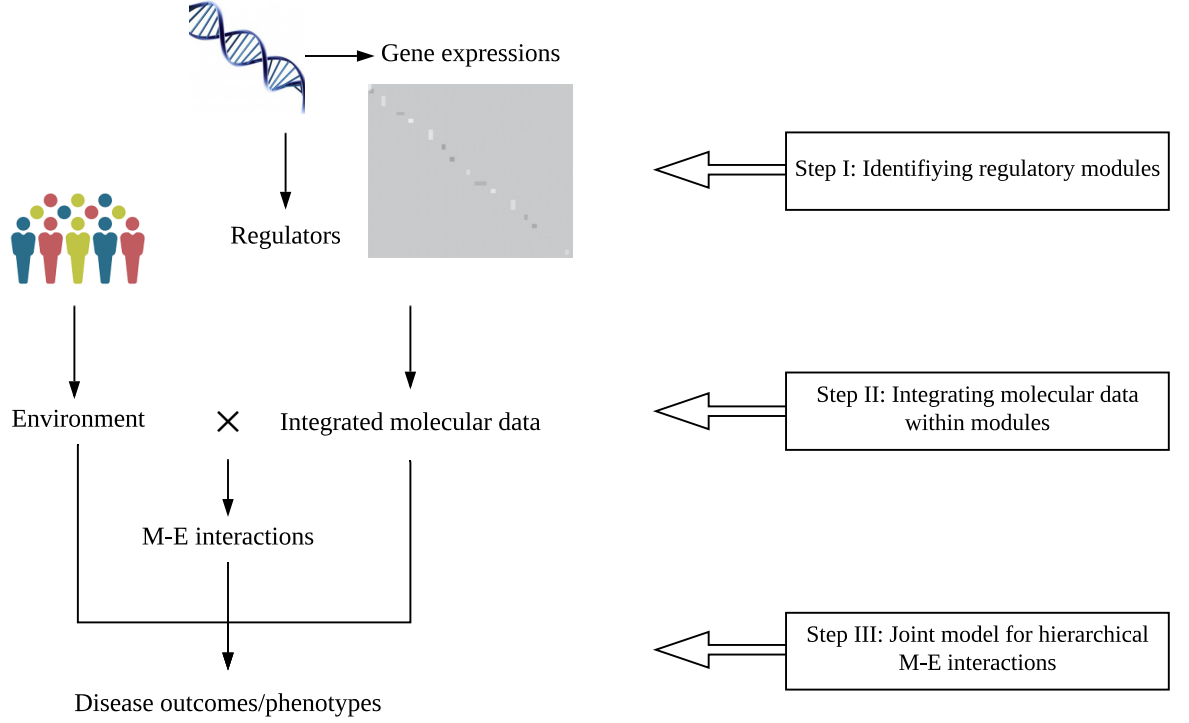 Gene expressions
Step I: Identifiying regulatory modules
Regulators
Step II: Integrating molecular data
within modules
Environment
Integrated molecular data
M-E interactions
Step III: Joint model for hierarchical
M-E interactions
Disease outcomes/phenotypes